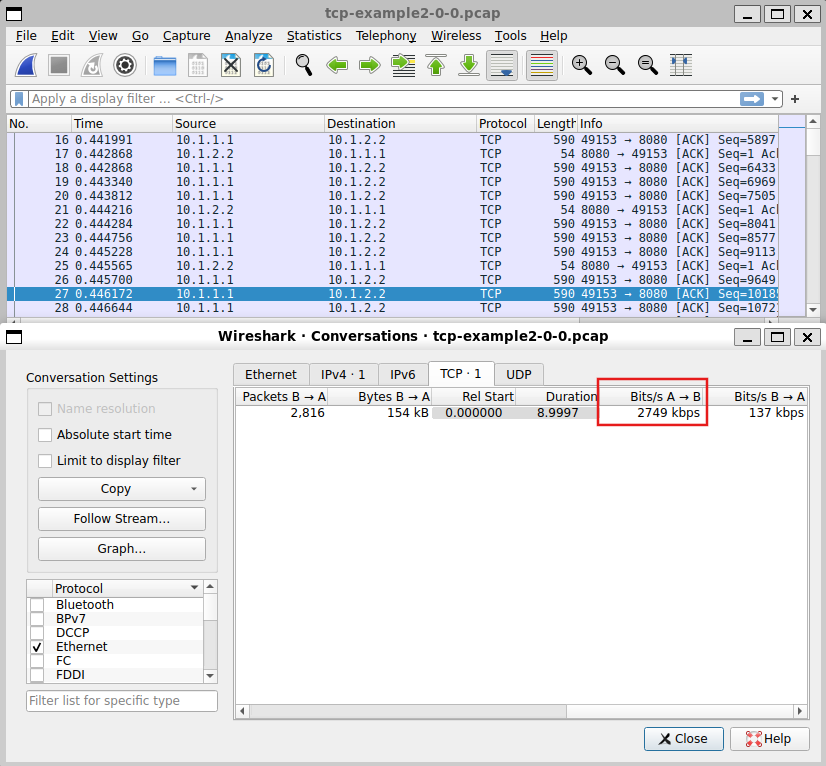 tcp-example2-0-0.pcap
File Edit View Go Capture Analyze Statistics Telephony Wireless Tools Help
Apply a display filter ... <Ctrl-/>
No. Time Source Destination Protocol Length Info
16 0.441991 10.1.1.1 10.1.2.2 TCP 590 49153 → 8080 [ACK] Seq=5897
17 0.442868 10.1.2.2 10.1.1.1 TCP 54 8080 → 49153 [ACK] Seq=1 Ack
18 0.442868 10.1.1.1 10.1.2.2 TCP 590 49153 → 8080 [ACK] Seq=6433
19 0.443340 10.1.1.1 10.1.2.2 TCP 590 49153 → 8080 [ACK] Seq=6969
20 0.443812 10.1.1.1 10.1.2.2 TCP 590 49153 → 8080 [ACK] Seq=7505
21 0.444216 10.1.2.2 10.1.1.1 TCP 54 8080 → 49153 [ACK] Seq=1 Ack
22 0.444284 10.1.1.1 10.1.2.2 TCP 590 49153 → 8080 [ACK] Seq=8041
23 0.444756 10.1.1.1 10.1.2.2 TCP 590 49153 → 8080 [ACK] Seq=8577
24 0.445228 10.1.1.1 10.1.2.2 TCP 590 49153 → 8080 [ACK] Seq=9113
25 0.445565 10.1.2.2 10.1.1.1 TCP 54 8080 → 49153 [ACK] Seq=1 Ack
26 0.445700 10.1.1.1 10.1.2.2 TCP 590 49153 → 8080 [ACK] Seq=9649
27 0.446172 10.1.1.1 10.1.2.2 TCP 590 49153 → 8080 [ACK] Seq=10185
28 0.446644 10.1.1.1 10.1.2.2 TCP 590 49153 → 8080 [ACK] Seq=10721
Wireshark · Conversations · tcp-example2-0-0.pcap
Conversation Settings
Name resolution
Absolute start time
Limit to display filter
Copy
Follow Stream...
Graph...
Protocol
Bluetooth
BPv7
DCCP
Ethernet
FC
FDDI
Filter list for specific type
Ethernet IPv4 · 1 IPv6 TCP · 1 UDP
Packets B → A Bytes B → A Rel Start Duration Bits/s A → B Bits/s B → A
2,816 154 kB 0.000000 8.9997 2749 kbps 137 kbps
Close Help